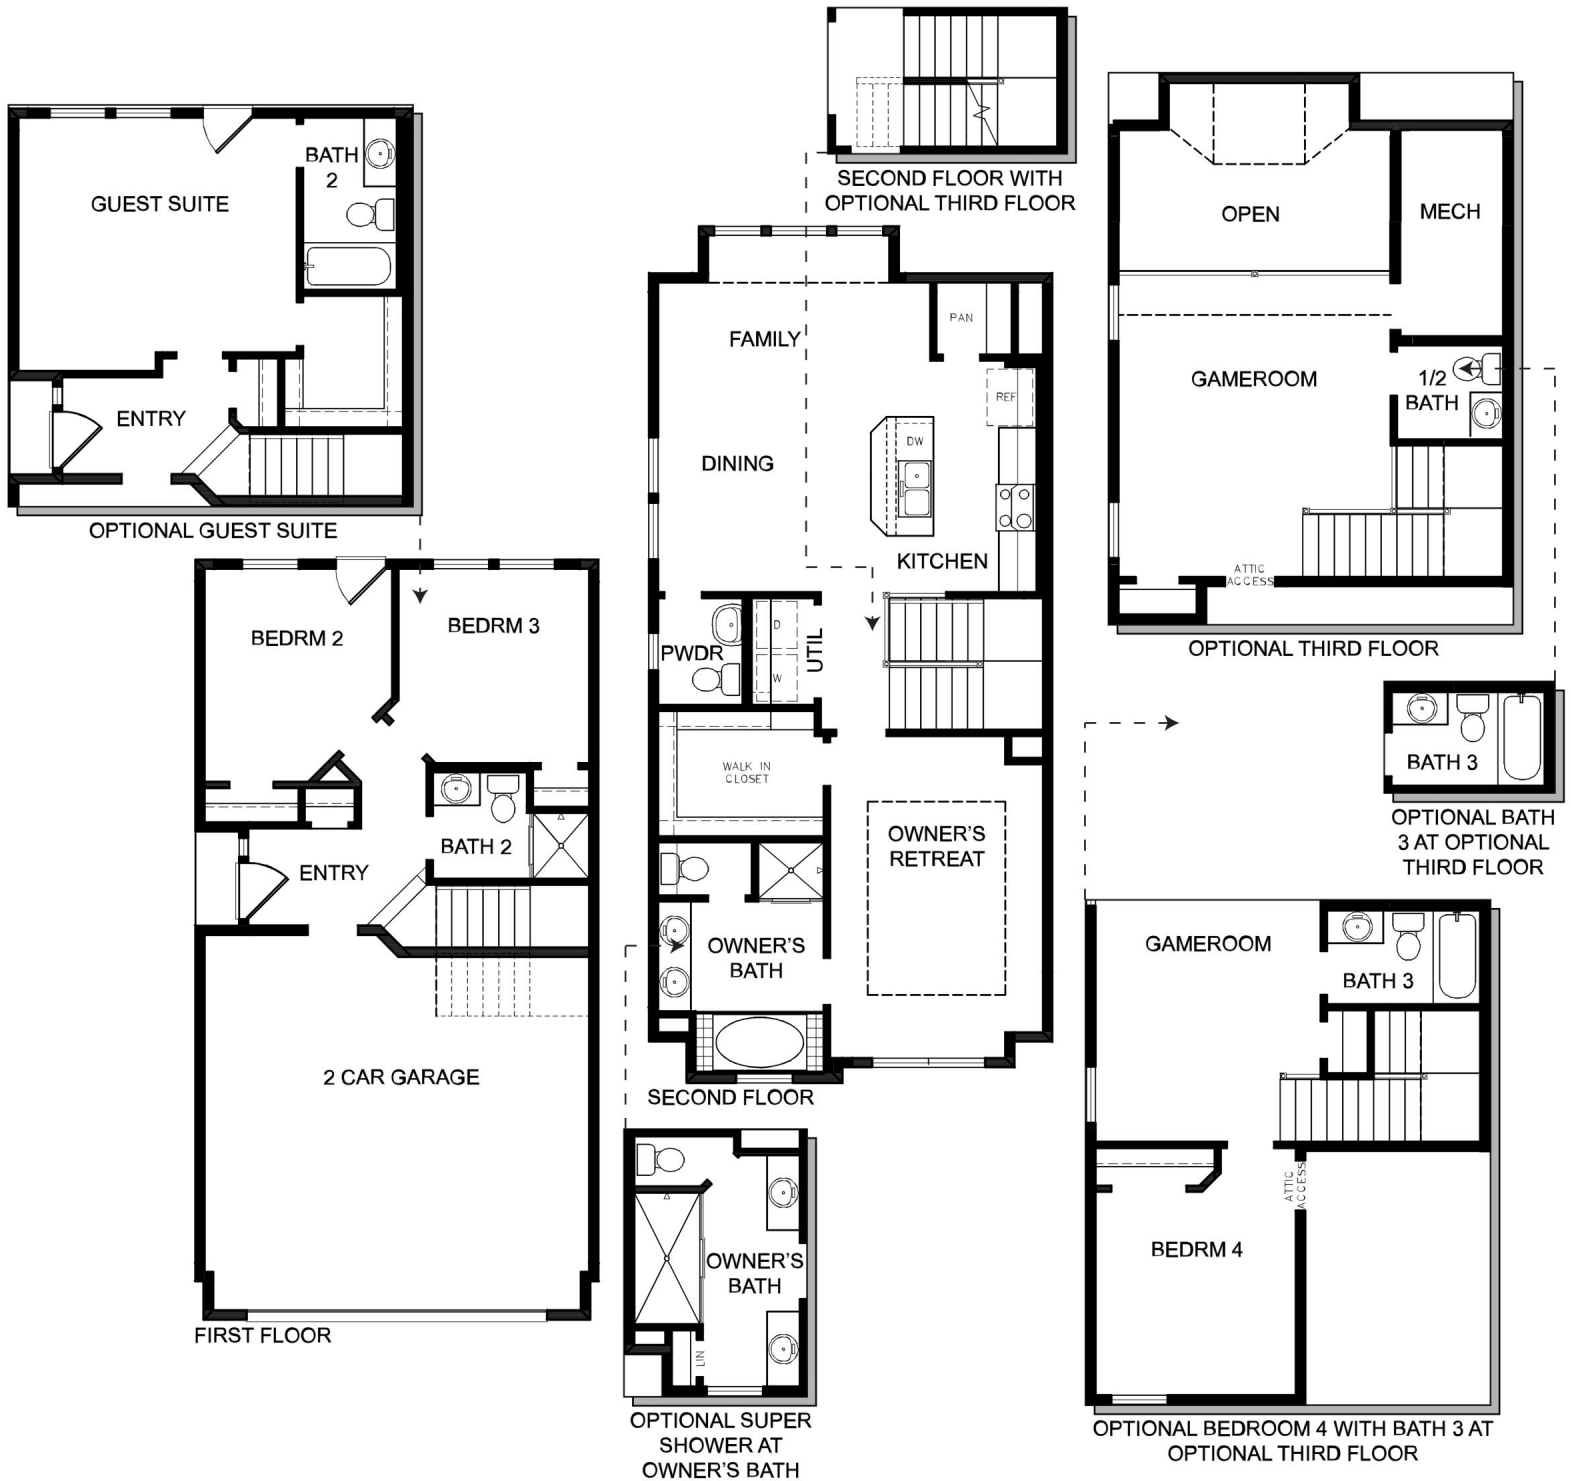 SECOND FLOOR WITH
OPTIONAL THIRD FLOOR
GUEST SUITE
BATH
2
ENTRY
OPTIONAL GUEST SUITE
BEDRM 2
BEDRM 3
BATH 2
ENTRY
2 CAR GARAGE
FIRST FLOOR
FAMILY
PAN
REF
DW
DINING
KITCHEN
PWDR
D
W
UTIL
WALK IN
CLOSET
OWNER'S
RETREAT
OWNER'S
BATH
SECOND FLOOR
OWNER'S
BATH
LIN
OPTIONAL SUPER
SHOWER AT
OWNER'S BATH
OPEN
MECH
GAMEROOM
1/2
BATH
ATTIC
ACCESS
OPTIONAL THIRD FLOOR
BATH 3
OPTIONAL BATH
3 AT OPTIONAL
THIRD FLOOR
GAMEROOM
BATH 3
ATTIC
ACCESS
BEDRM 4
OPTIONAL BEDROOM 4 WITH BATH 3 AT
OPTIONAL THIRD FLOOR